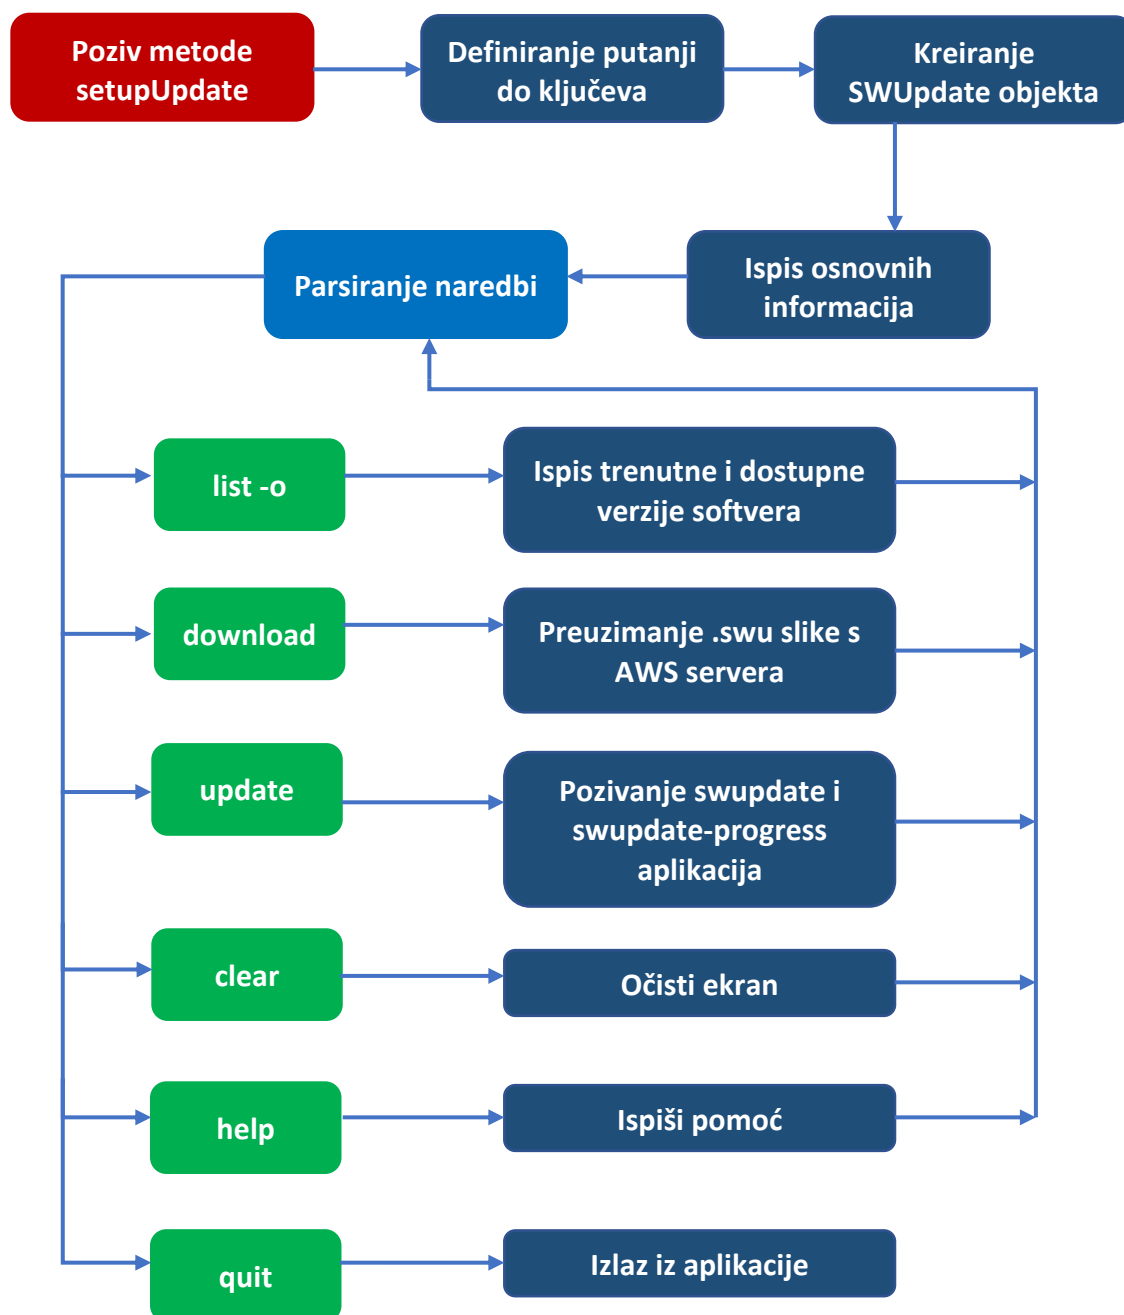 Poziv metode
setupUpdate
Definiranje putanji
do ključeva
Kreiranje
SWUpdate objekta
Ispis osnovnih
informacija
Parsiranje naredbi
list -o
Ispis trenutne i dostupne
verzije softvera
download
Preuzimanje .swu slike s
AWS servera
update
Pozivanje swupdate i
swupdate-progress
aplikacija
clear
Očisti ekran
help
Ispiši pomoć
quit
Izlaz iz aplikacije